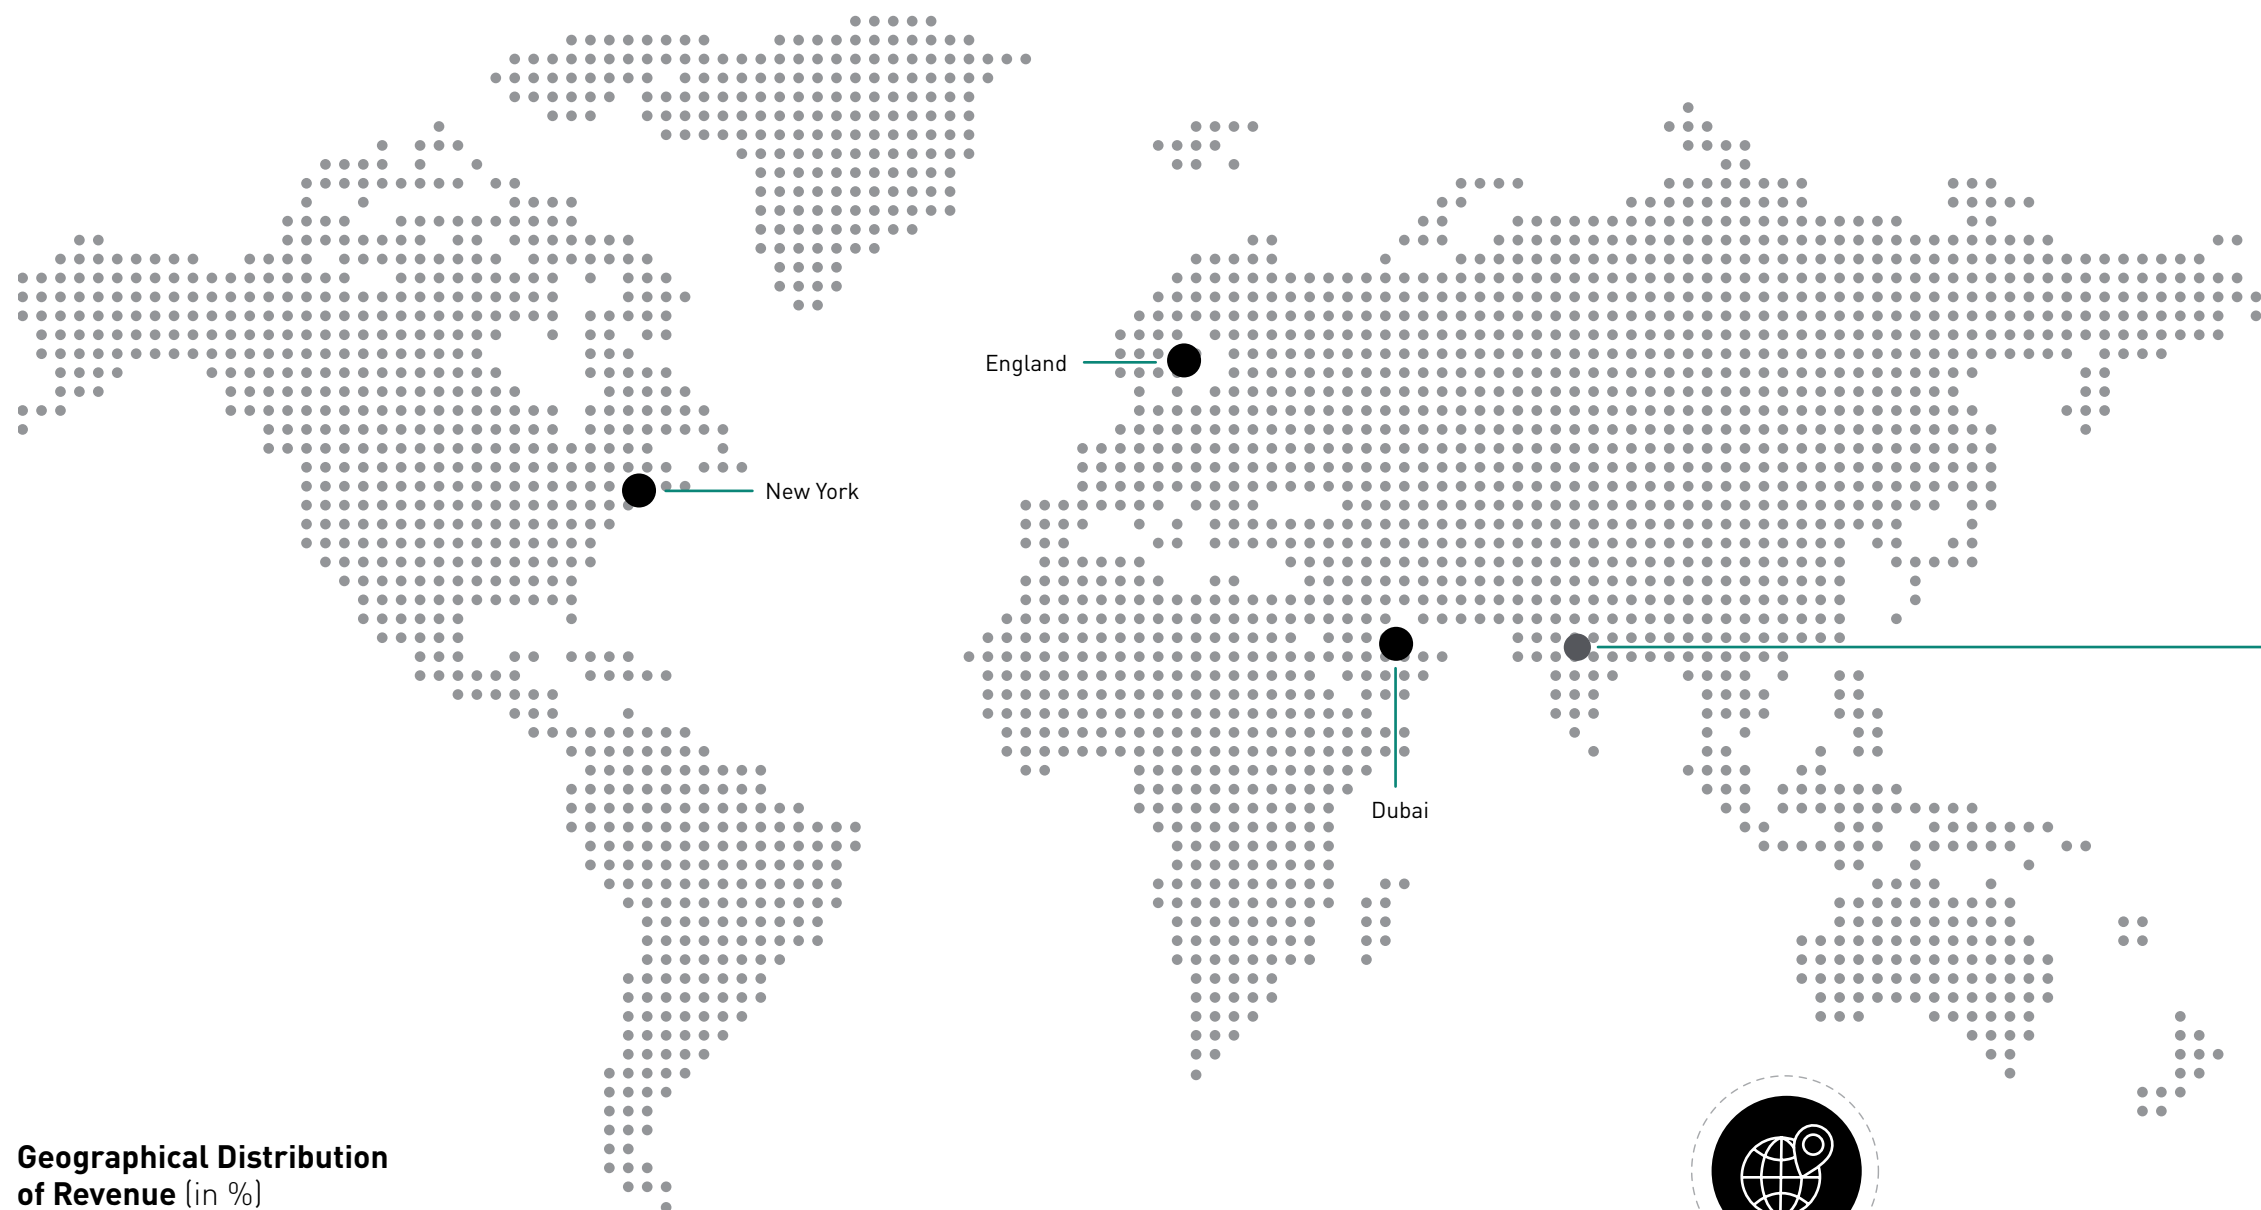 England
New York
Dubai
Geographical Distribution
of Revenue (in %)